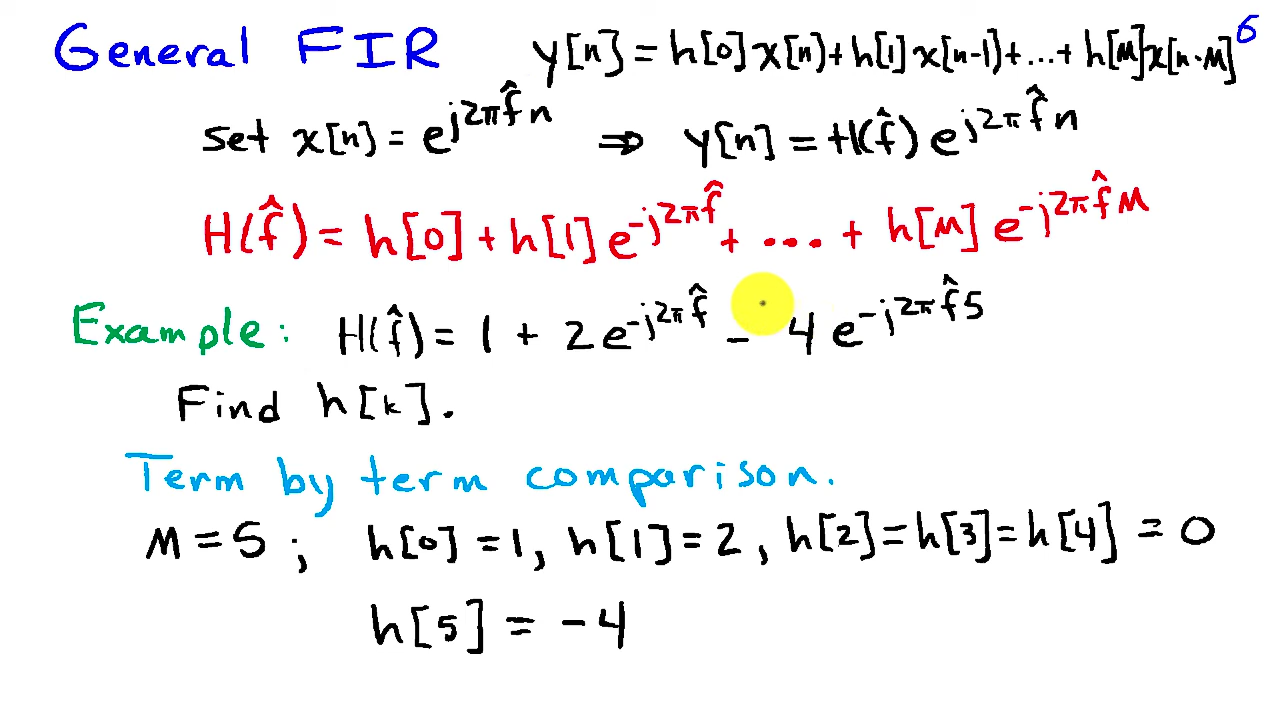 General FIR y[n] = h[0] x[n] + h[1] x[n-1] + ... + h[M] x[n-M] 6
set x[n] = e^{j2πf̂n} ⇒ y[n] = H(f̂) e^{j2πf̂n}
H(f̂) = h[0] + h[1] e^{-j2πf̂} + ... + h[M] e^{-j2πf̂M}
Example: H(f̂) = 1 + 2e^{-j2πf̂} - 4e^{-j2πf̂5}
Find h[k].
Term by term comparison.
M = 5 ; h[0] = 1, h[1] = 2, h[2] = h[3] = h[4] = 0
h[5] = -4